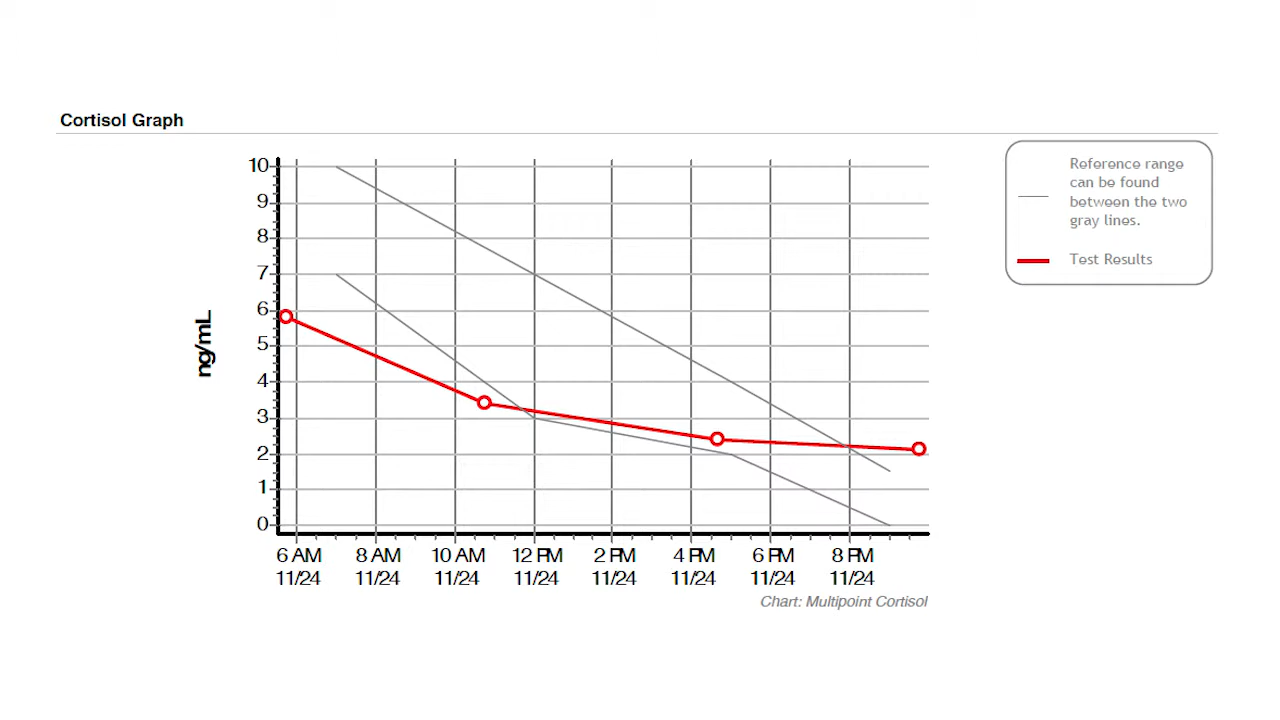 Cortisol Graph
Reference range
can be found
between the two
gray lines.
Test Results
10
9
8
7
6
5
4
3
2
1
0
ng/mL
6 AM 8 AM 10 AM 12 PM 2 PM 4 PM 6 PM 8 PM
11/24 11/24 11/24 11/24 11/24 11/24 11/24 11/24
Chart: Multipoint Cortisol